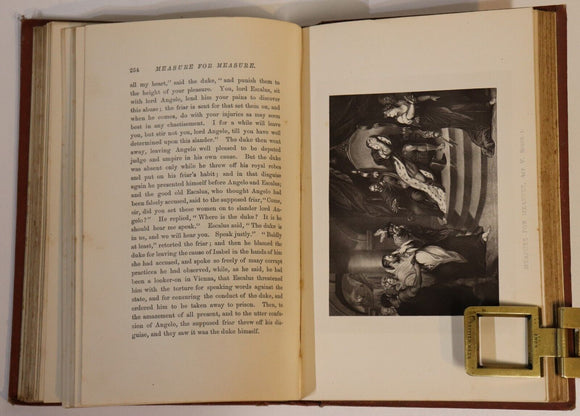 254 MEASURE FOR MEASURE.
all my heart," said the duke, "and punish them
to the height of your pleasure. You, lord Escalus, sit
with lord Angelo, lend him your pains to discover
this abuse; the friar is sent for that set them on, and
when he comes, do with your injuries as may seem
best in any chastisement. I for a while will leave
you, but stir not you, lord Angelo, till you have well
determined upon this slander." The duke then went
away, leaving Angelo well pleased to be deputed
judge and umpire in his own cause. But the duke
was absent only while he threw off his royal robes
and put on his friar's habit; and in that disguise
again he presented himself before Angelo and Escalus;
and the good old Escalus, who thought Angelo had
been falsely accused, said to the supposed friar, "Come,
sir, did you set these women on to slander lord An-
gelo?" He replied, "Where is the duke? It is he
should hear me speak." Escalus said, "The duke is
in us, and we will hear you. Speak justly." "Boldly
at least," retorted the friar; and then he blamed the
duke for leaving the cause of Isabel in the hands of him
she had accused, and spoke so freely of many corrupt
practices he had observed, while, as he said, he had
been a looker-on in Vienna, that Escalus threatened
him with the torture for speaking words against the
state, and for censuring the conduct of the duke, and
ordered him to be taken away to prison. Then, to
the amazement of all present, and to the utter confu-
sion of Angelo, the supposed friar threw off his dis-
guise, and they saw it was the duke himself.
MEASURE FOR MEASURE, Act V. Scene 1.